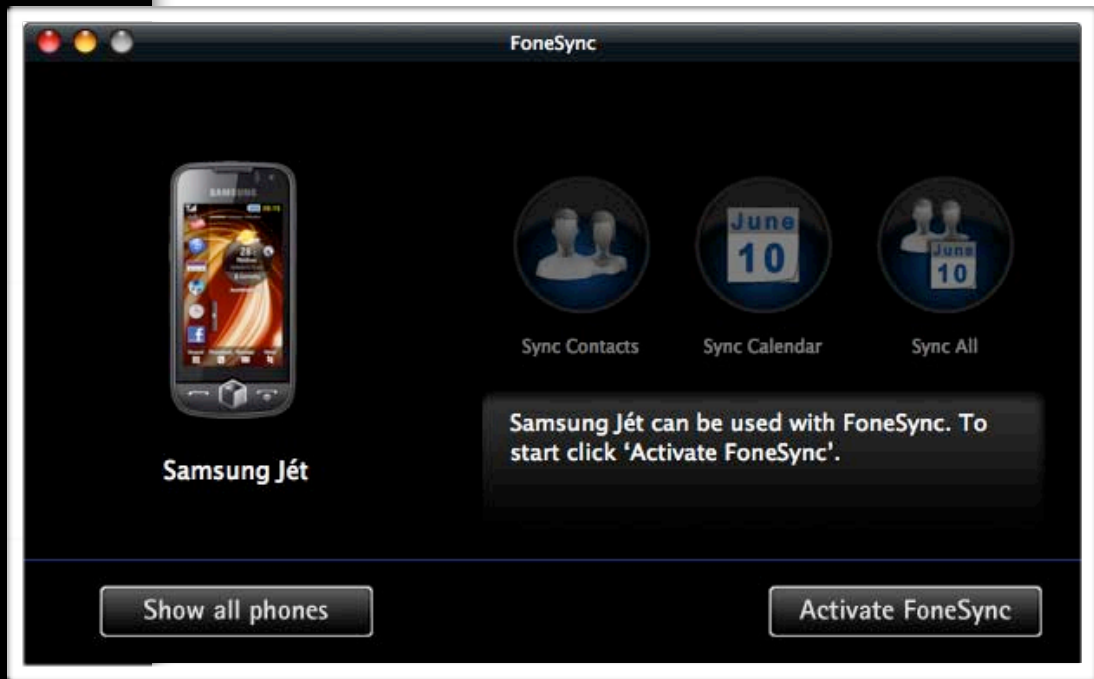 FoneSync
SAMSUNG
June
10
June
10
Sync Contacts
Sync Calendar
Sync All
Samsung Jét can be used with FoneSync. To
start click ‘Activate FoneSync’.
Samsung Jét
Show all phones
Activate FoneSync